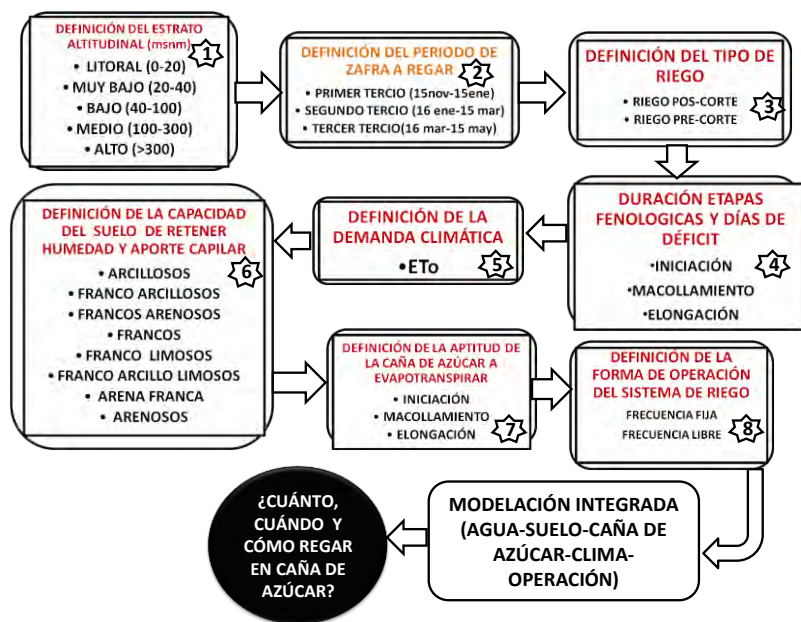 DEFINICIÓN DEL ESTRATO
ALTITUDINAL (msnm)
1
• LITORAL (0-20)
• MUY BAJO (20-40)
• BAJO (40-100)
• MEDIO (100-300)
• ALTO (>300)
DEFINICIÓN DEL PERIODO DE
ZAFRA A REGAR
2
• PRIMER TERCIO (15nov-15ene)
• SEGUNDO TERCIO (16 ene-15 mar)
• TERCER TERCIO(16 mar-15 may)
DEFINICIÓN DEL TIPO DE
RIEGO
• RIEGO POS-CORTE
• RIEGO PRE-CORTE
3
DURACIÓN ETAPAS
FENOLOGICAS Y DÍAS DE
DÉFICIT
•INICIACIÓN
4
•MACOLLAMIENTO
•ELONGACIÓN
DEFINICIÓN DE LA
DEMANDA CLIMÁTICA
•ETo
5
DEFINICIÓN DE LA CAPACIDAD
DEL SUELO DE RETENER
HUMEDAD Y APORTE CAPILAR
6
• ARCILLOSOS
• FRANCO ARCILLOSOS
• FRANCOS ARENOSOS
• FRANCOS
• FRANCO LIMOSOS
• FRANCO ARCILLO LIMOSOS
• ARENA FRANCA
• ARENOSOS
DEFINICIÓN DE LA APTITUD DE
LA CAÑA DE AZÚCAR A
EVAPOTRANSPIRAR
• INICIACIÓN
• MACOLLAMIENTO
• ELONGACIÓN
7
DEFINICIÓN DE LA
FORMA DE OPERACIÓN
DEL SISTEMA DE RIEGO
FRECUENCIA FIJA
FRECUENCIA LIBRE
8
MODELACIÓN INTEGRADA
(AGUA-SUELO-CAÑA DE
AZÚCAR-CLIMA-
OPERACIÓN)
¿CUÁNTO,
CUÁNDO Y
CÓMO REGAR
EN CAÑA DE
AZÚCAR?